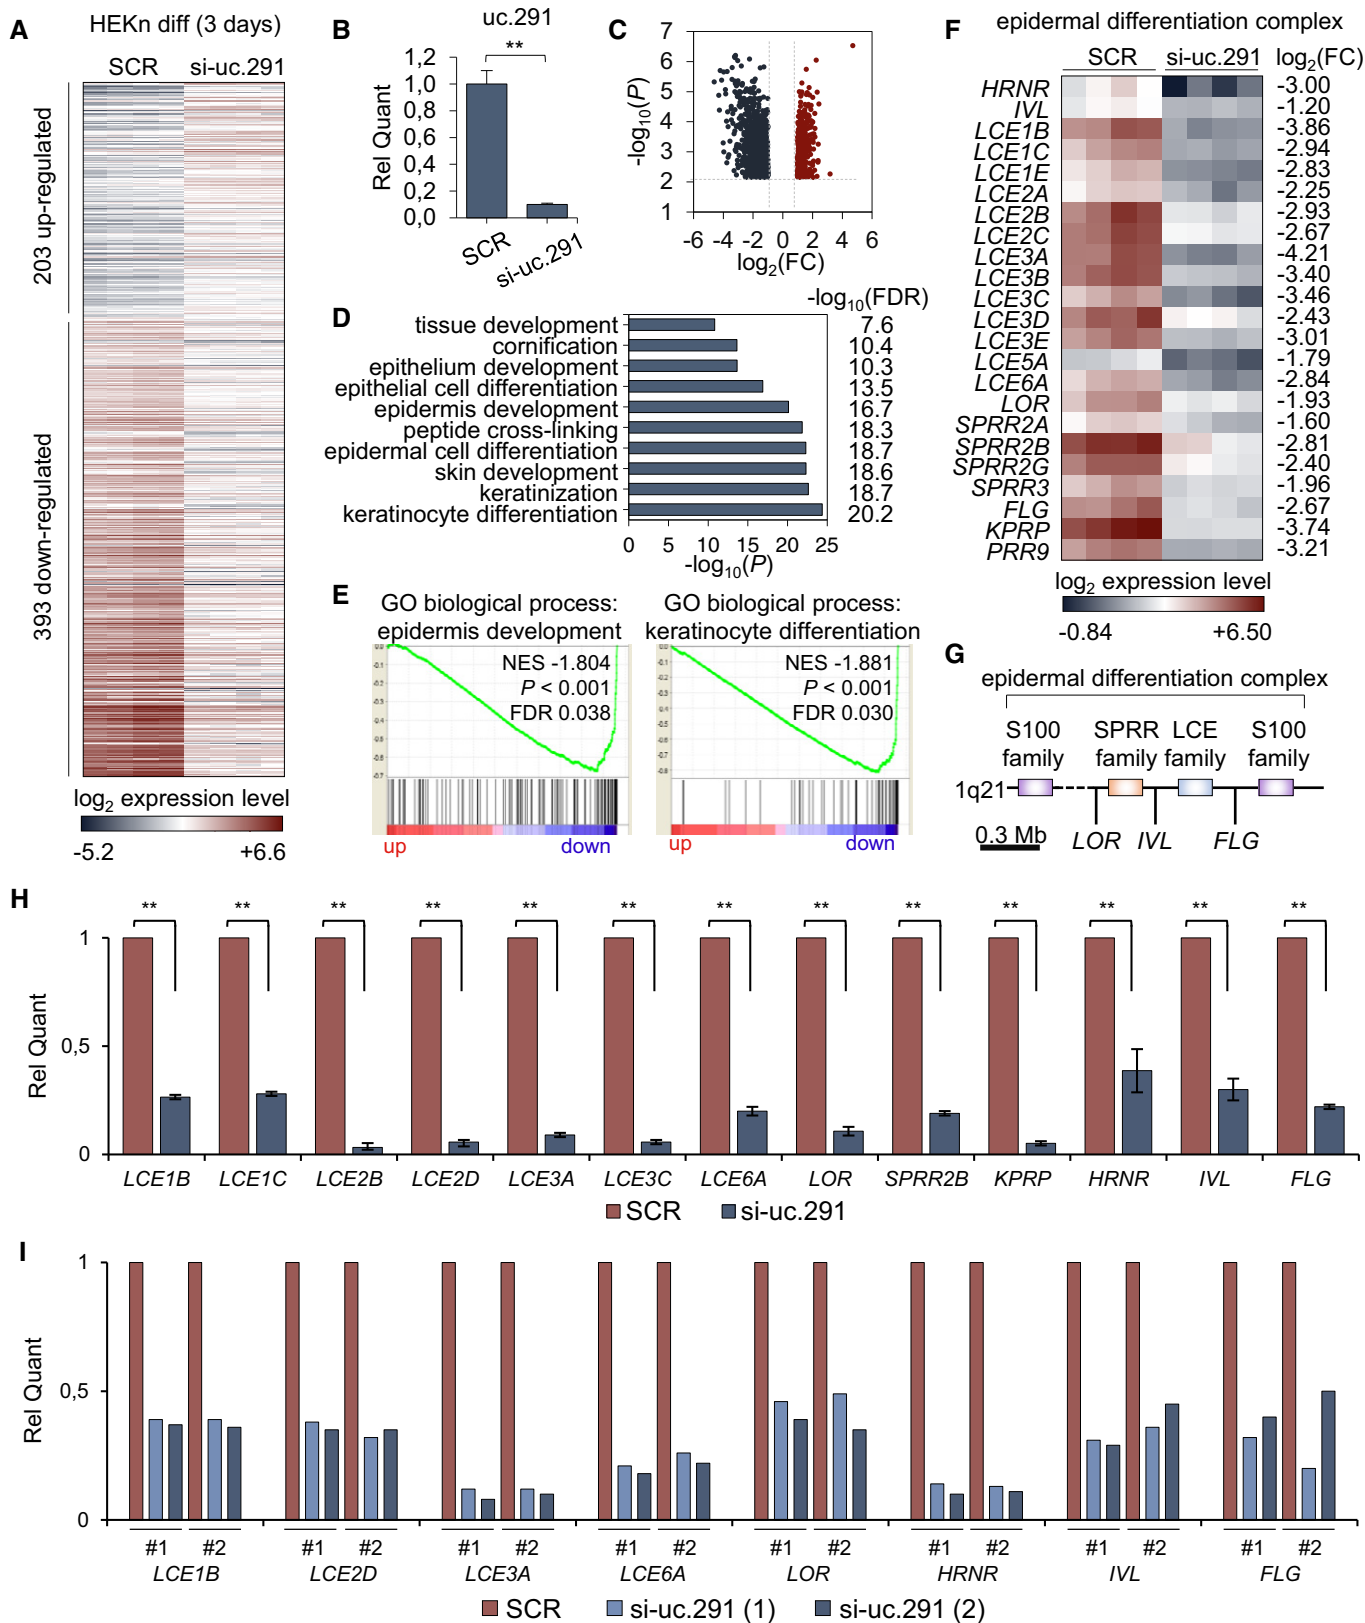 A
HEKn diff (3 days)
SCR si-uc.291
203 up-regulated
393 down-regulated
log2 expression level
-5.2 +6.6
B
uc.291
**
Rel Quant
1,2
1,0
0,8
0,6
0,4
0,2
0,0
SCR
si-uc.291
C
-log10(P)
7
6
5
4
3
2
1
-6 -4 -2 0 2 4 6
log2(FC)
D
-log10(FDR)
tissue development 7.6
cornification 10.4
epithelium development 10.3
epithelial cell differentiation 13.5
epidermis development 16.7
peptide cross-linking 18.3
epidermal cell differentiation 18.7
skin development 18.6
keratinization 18.7
keratinocyte differentiation 20.2
0 5 10 15 20 25
-log10(P)
E
GO biological process:
epidermis development
NES -1.804
P < 0.001
FDR 0.038
up down
GO biological process:
keratinocyte differentiation
NES -1.881
P < 0.001
FDR 0.030
up down
F
epidermal differentiation complex
SCR si-uc.291 log2(FC)
HRNR -3.00
IVL -1.20
LCE1B -3.86
LCE1C -2.94
LCE1E -2.83
LCE2A -2.25
LCE2B -2.93
LCE2C -2.67
LCE3A -4.21
LCE3B -3.40
LCE3C -3.46
LCE3D -2.43
LCE3E -3.01
LCE5A -1.79
LCE6A -2.84
LOR -1.93
SPRR2A -1.60
SPRR2B -2.81
SPRR2G -2.40
SPRR3 -1.96
FLG -2.67
KPRP -3.74
PRR9 -3.21
log2 expression level
-0.84 +6.50
G
epidermal differentiation complex
S100 SPRR LCE S100
family family family family
1q21
0.3 Mb LOR IVL FLG
H
** ** ** ** ** ** ** ** ** ** ** ** **
Rel Quant
1
0,5
0
LCE1B LCE1C LCE2B LCE2D LCE3A LCE3C LCE6A LOR SPRR2B KPRP HRNR IVL FLG
SCR si-uc.291
I
Rel Quant
1
0,5
0
#1 #2 #1 #2 #1 #2 #1 #2 #1 #2 #1 #2 #1 #2 #1 #2
LCE1B LCE2D LCE3A LCE6A LOR HRNR IVL FLG
SCR si-uc.291 (1) si-uc.291 (2)